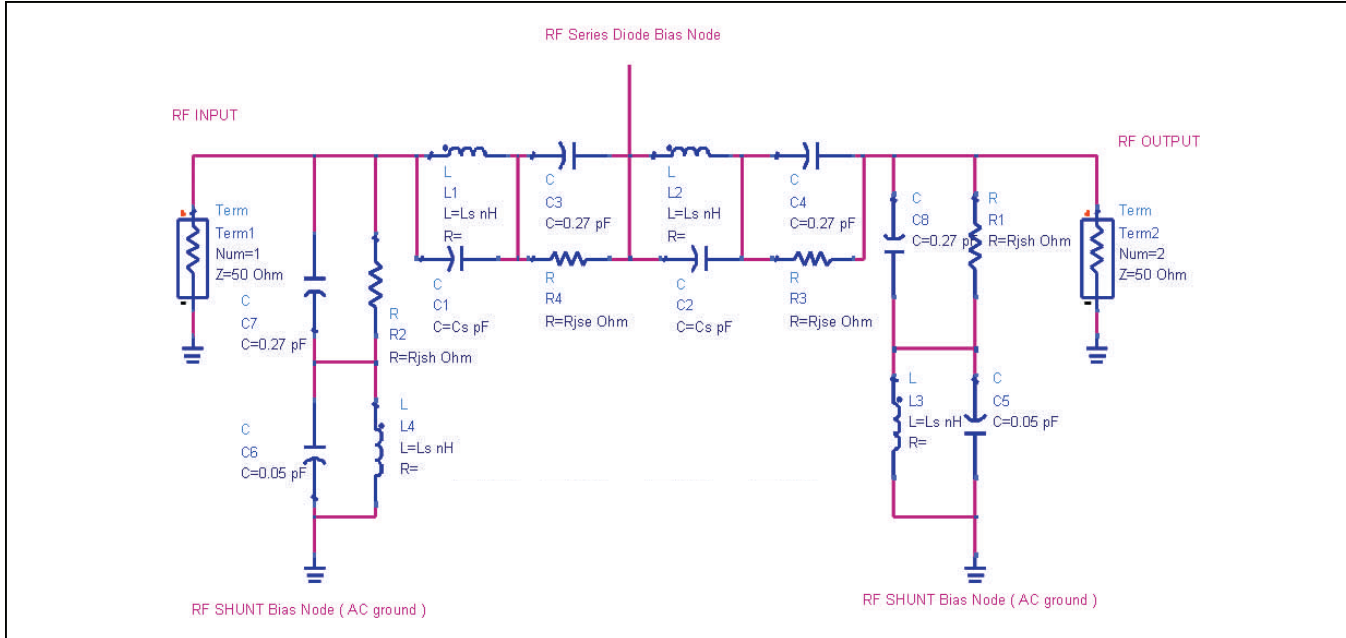 RF Series Diode Bias Node
RF INPUT
RF OUTPUT
Term
Term1
Num=1
Z=50 Ohm
C
C7
C=0.27 pF
R
R2
R=Rjsh Ohm
C
C6
C=0.05 pF
L
L4
L=Ls nH
R=
L
L1
L=Ls nH
R=
C
C1
C=Cs pF
C
C3
C=0.27 pF
R
R4
R=Rjse Ohm
L
L2
L=Ls nH
R=
C
C2
C=Cs pF
C
C4
C=0.27 pF
R
R3
R=Rjse Ohm
C
C8
C=0.27 pF
R
R1
R=Rjsh Ohm
L
L3
L=Ls nH
R=
C
C5
C=0.05 pF
Term
Term2
Num=2
Z=50 Ohm
RF SHUNT Bias Node ( AC ground )
RF SHUNT Bias Node ( AC ground )